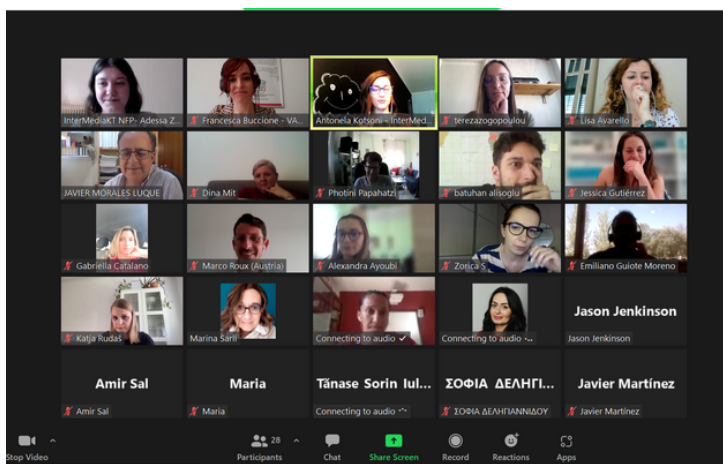 InterMediaKT NFP- Adessa Z...
Francesca Buccione - VA...
Antonela Kotsoni - InterMed...
terezazogopoulou
Lisa Avarello
JAVIER MORALES LUQUE
Dina Mit
Photini Papahatzi
batuhan alişoglu
Jessica Gutiérrez
Gabriella Catalano
Marco Roux (Austria)
Alexandra Ayoubi
Zorica S
Emiliano Guiote Moreno
Katja Rudaš
Marina Sarli
Connecting to audio
Connecting to audio
Jason Jenkinson
Jason Jenkinson
Amir Sal
Maria
Tănase Sorin Iul...
ΣΟΦΙΑ ΔΕΛΗΓΙ...
Javier Martínez
Amir Sal
Maria
Connecting to audio
ΣΟΦΙΑ ΔΕΛΗΓΙΑΝΝΙΔΟΥ
Javier Martínez
28
Stop Video
Participants
Chat
Share Screen
Record
Reactions
Apps